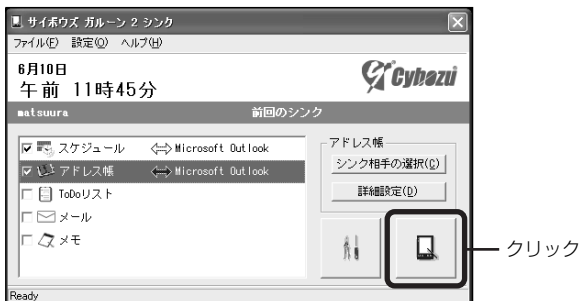 サイボウズ ガルーン 2 シンク
ファイル(F) 設定(O) ヘルプ(H)
6月10日
午前 11時45分
Cybozu
matsuura 前回のシンク
スケジュール Microsoft Outlook
アドレス帳 Microsoft Outlook
ToDoリスト
メール
メモ
アドレス帳
シンク相手の選択(C)
詳細設定(D)
クリック
Ready